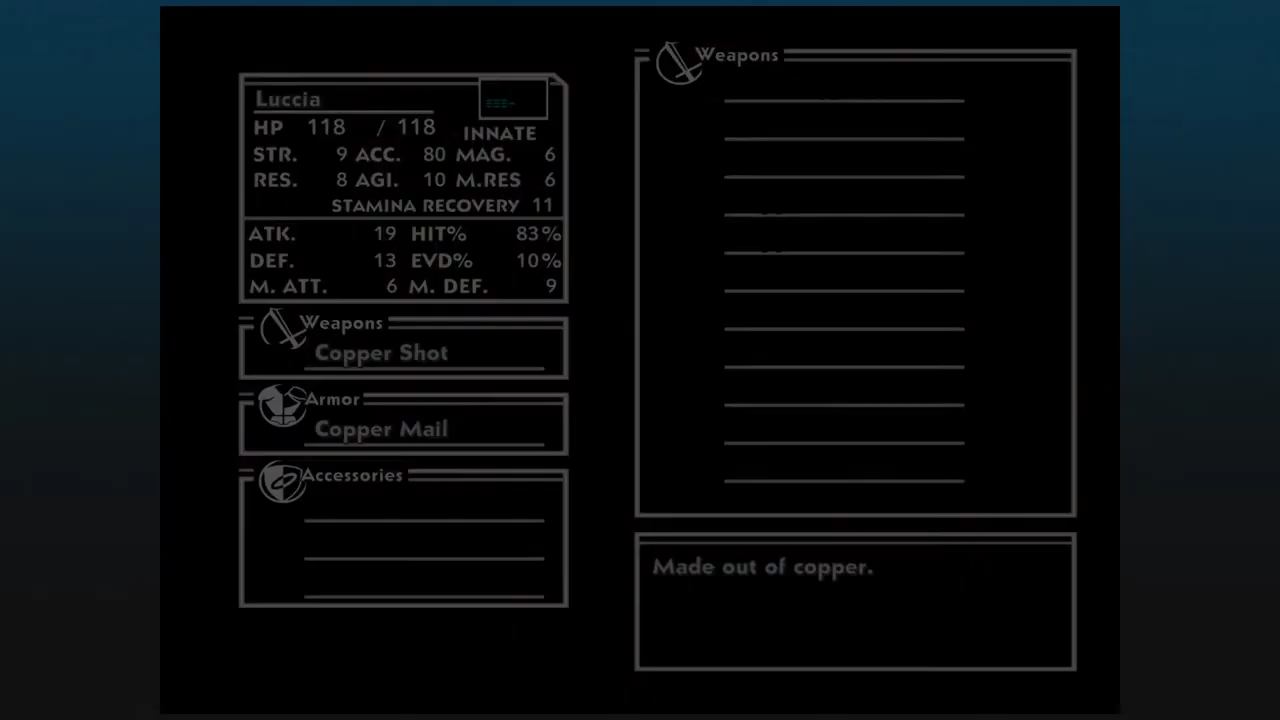 Luccia
HP 118 / 118 INNATE
STR. 9 ACC. 80 MAG. 6
RES. 8 AGI. 10 M.RES 6
STAMINA RECOVERY 11
ATK. 19 HIT% 83%
DEF. 13 EVD% 10%
M. ATT. 6 M. DEF. 9
Weapons
Copper Shot
Armor
Copper Mail
Accessories
Weapons
Made out of copper.